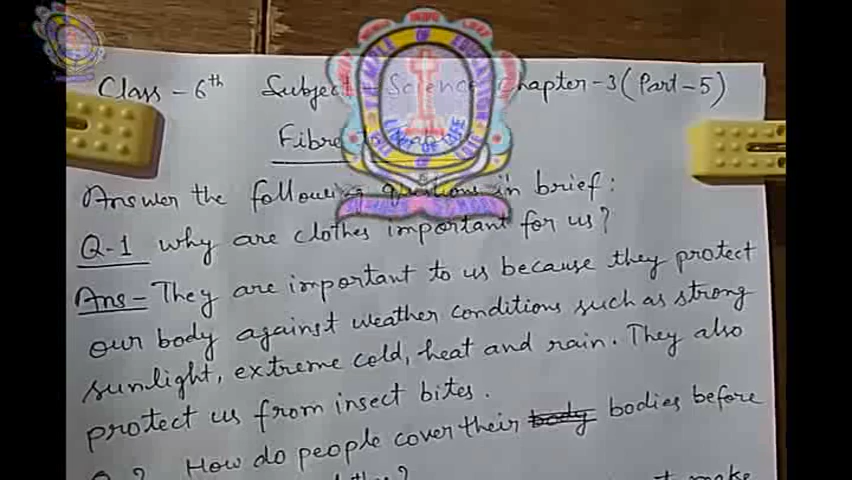 Class - 6th Subject - Science Chapter - 3 (Part - 5)
Fibre
Answer the following questions in brief:
Q-1 why are clothes important for us?
Ans- They are important to us because they protect
our body against weather conditions such as strong
sunlight, extreme cold, heat and rain. They also
protect us from insect bites.
How do people cover their body bodies before
make